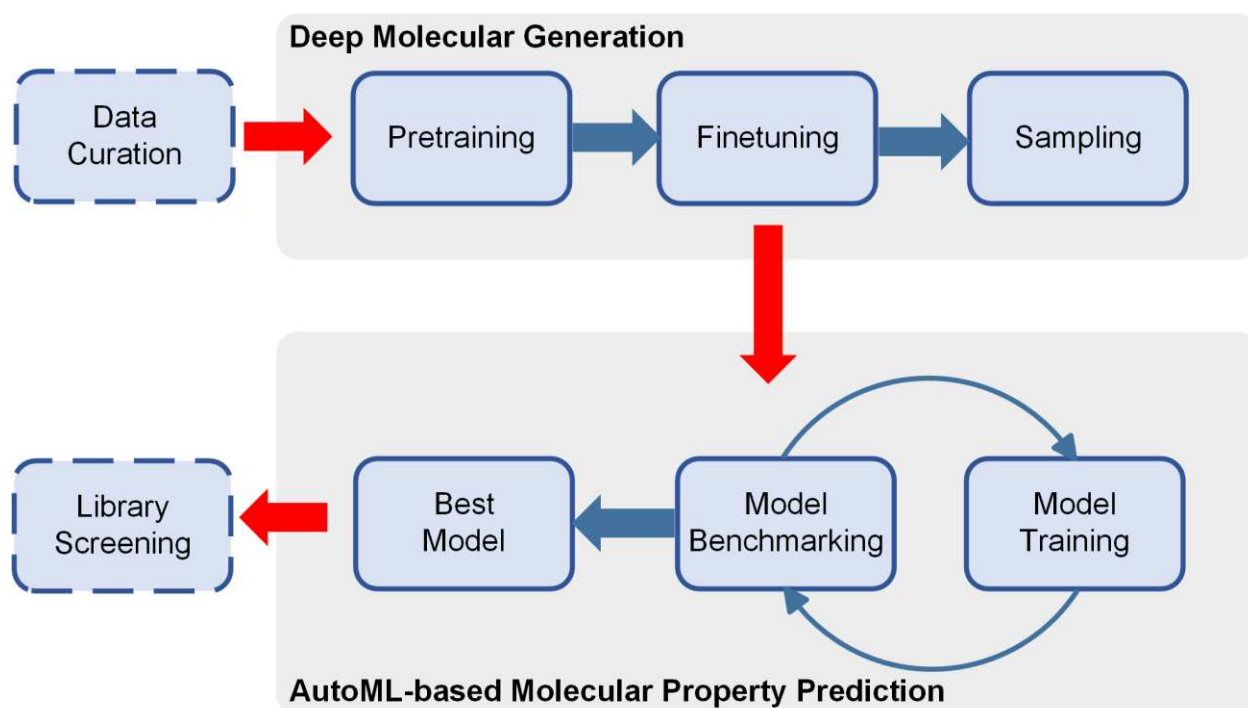 Deep Molecular Generation
Data
Curation
Pretraining
Finetuning
Sampling
Library
Screening
Best
Model
Model
Benchmarking
Model
Training
AutoML-based Molecular Property Prediction